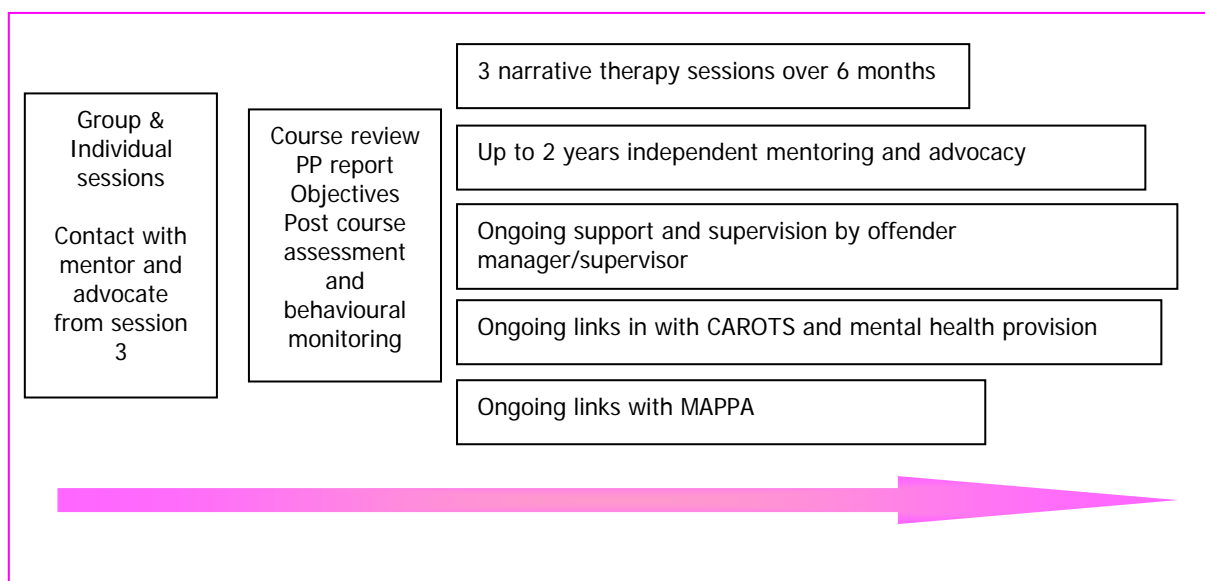 Group &
Individual
sessions
Contact with
mentor and
advocate
from session
3
Course review
PP report
Objectives
Post course
assessment
and
behavioural
monitoring
3 narrative therapy sessions over 6 months
Up to 2 years independent mentoring and advocacy
Ongoing support and supervision by offender
manager/supervisor
Ongoing links in with CAROTS and mental health provision
Ongoing links with MAPPA